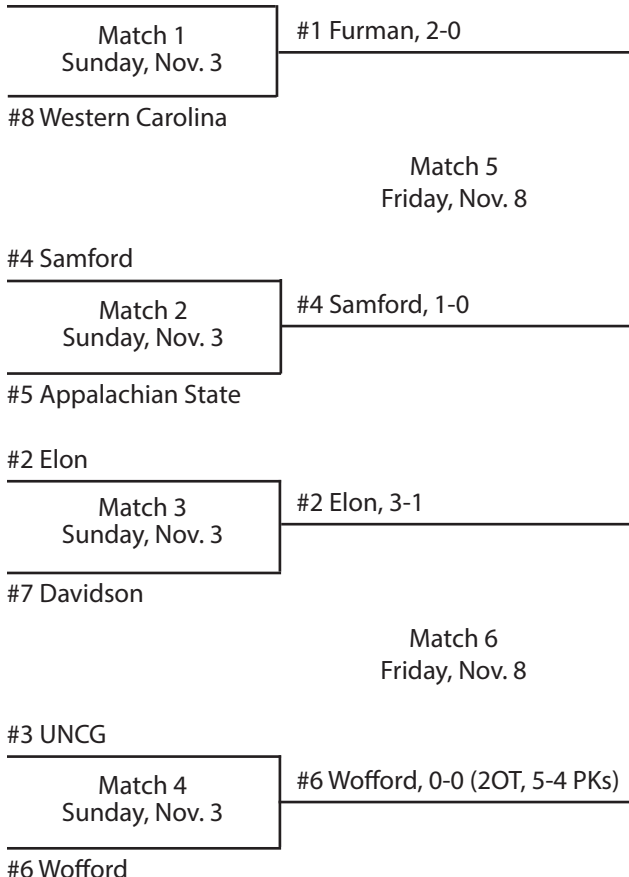 Match 1
Sunday, Nov. 3
#1 Furman, 2-0
#8 Western Carolina
Match 5
Friday, Nov. 8
#4 Samford
Match 2
Sunday, Nov. 3
#4 Samford, 1-0
#5 Appalachian State
#2 Elon
Match 3
Sunday, Nov. 3
#2 Elon, 3-1
#7 Davidson
Match 6
Friday, Nov. 8
#3 UNCG
Match 4
Sunday, Nov. 3
#6 Wofford, 0-0 (2OT, 5-4 PKs)
#6 Wofford